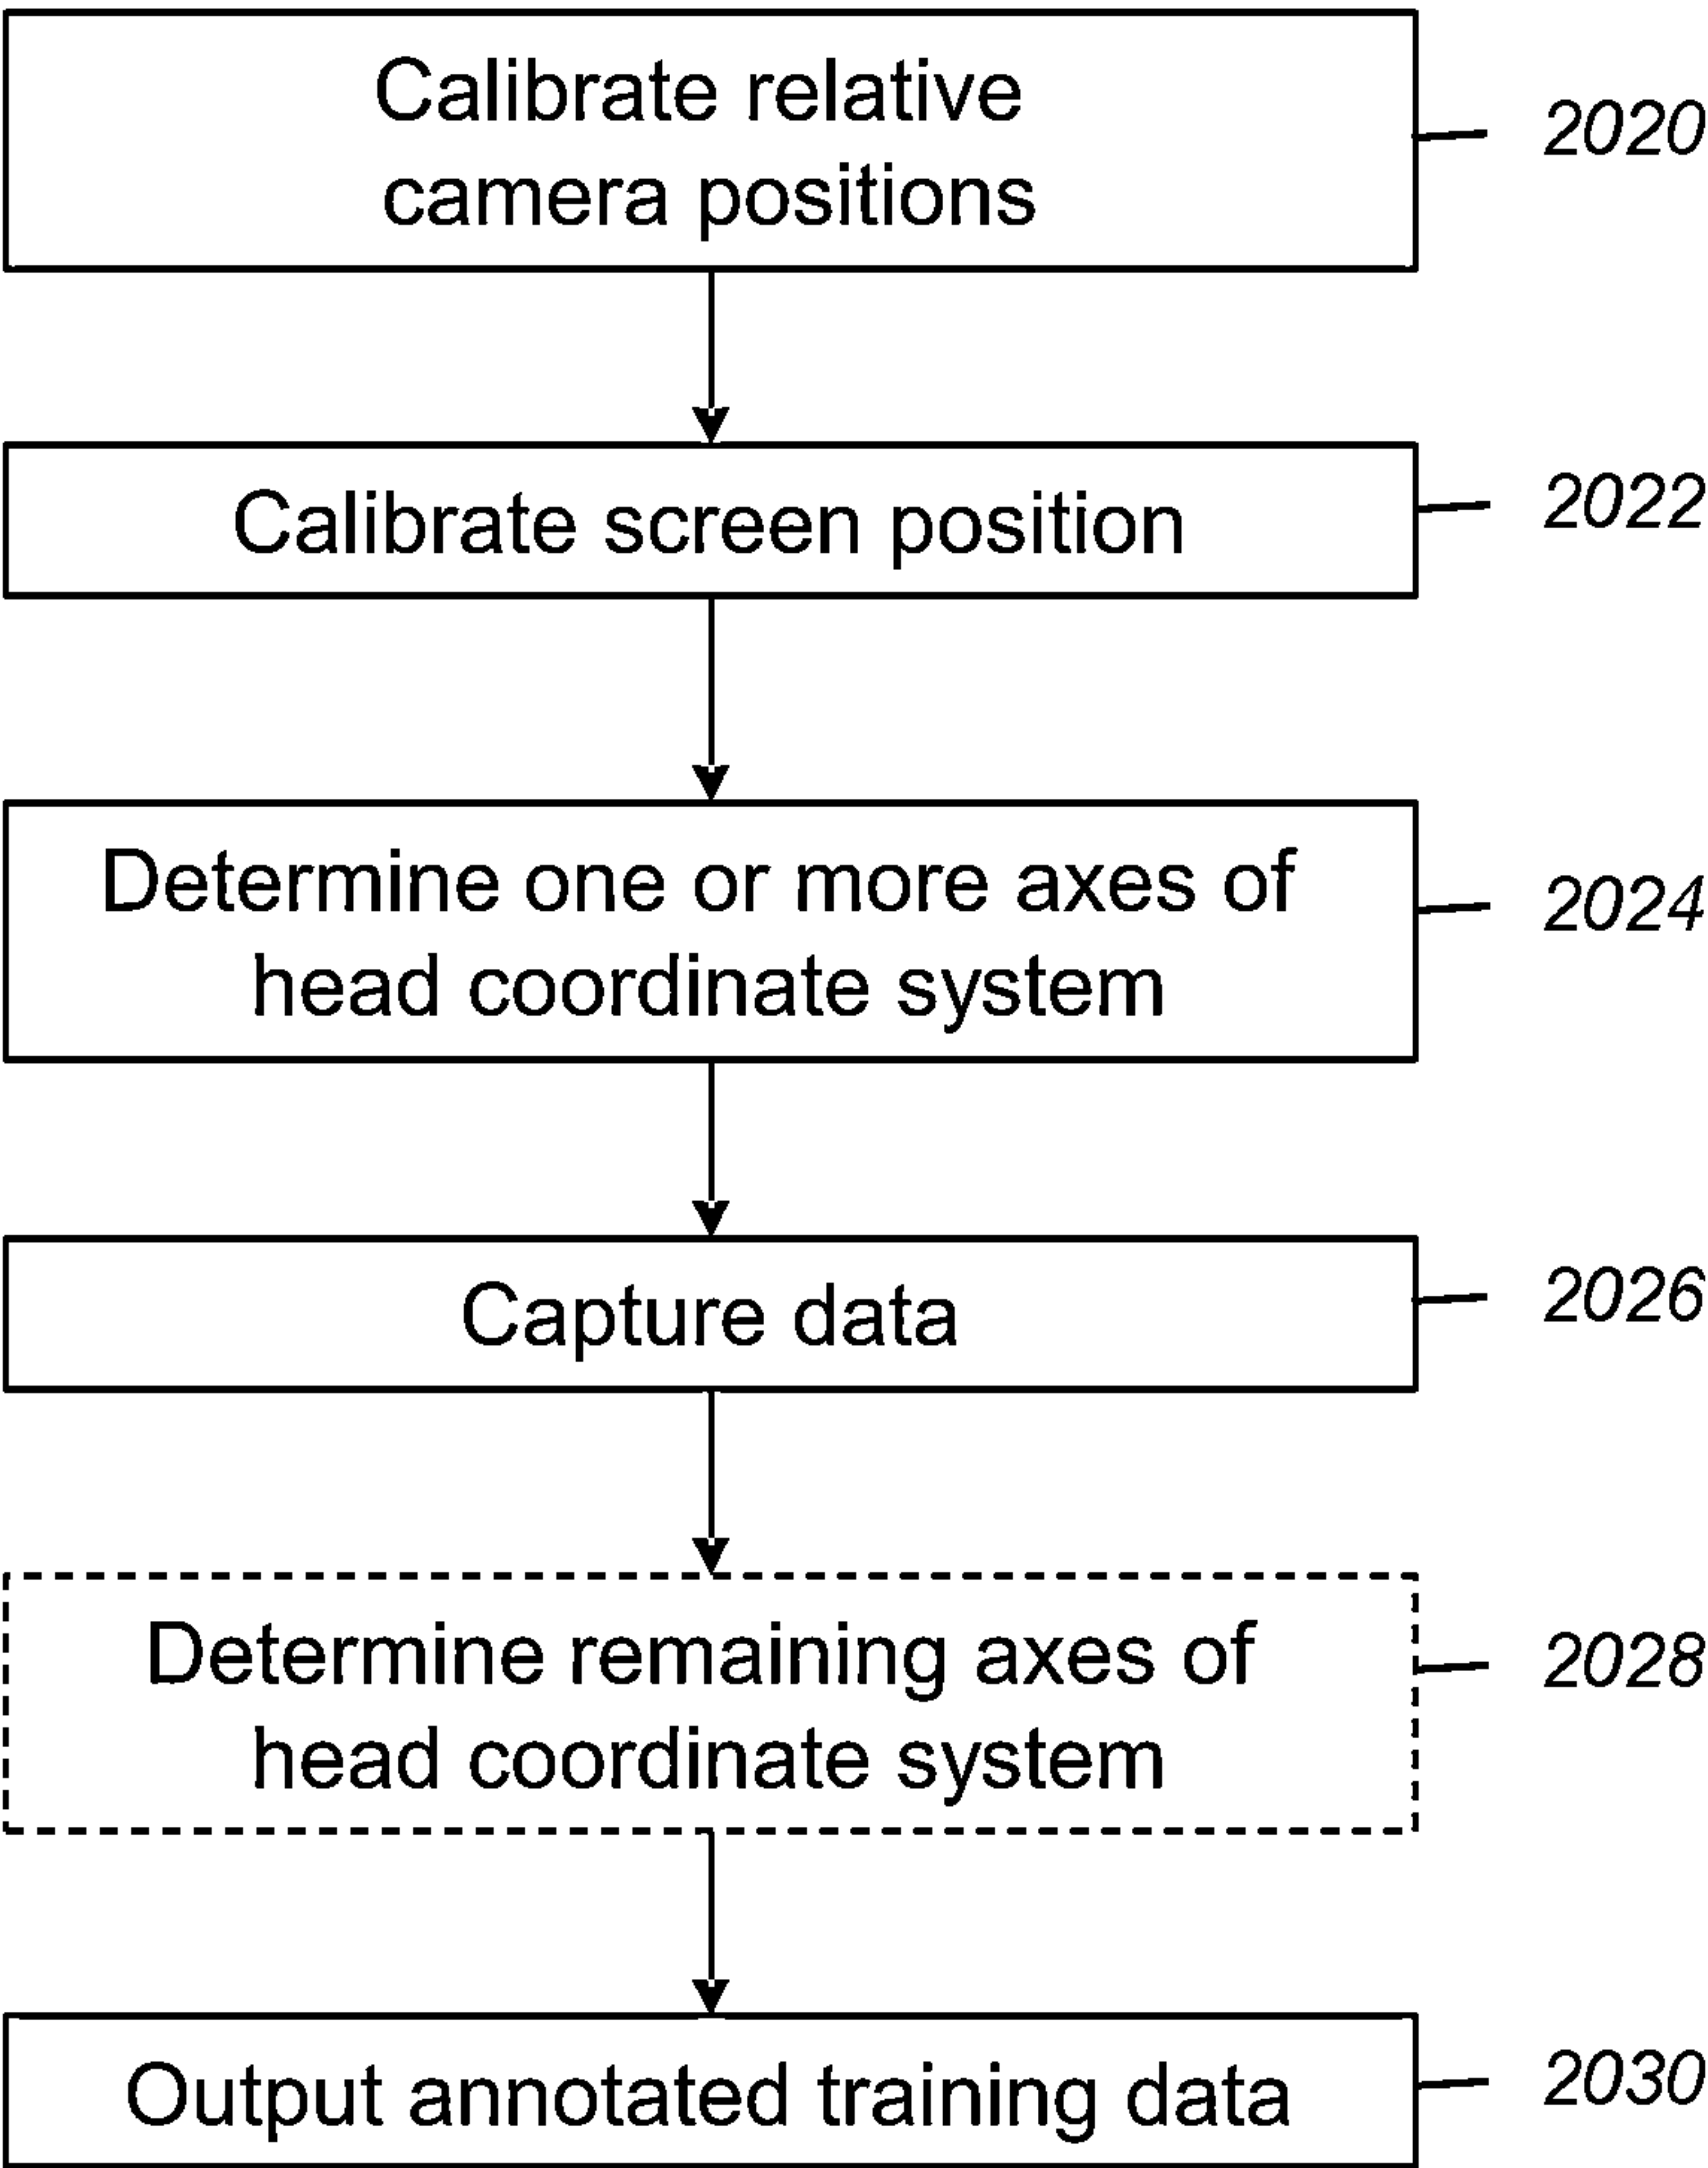 Calibrate relative
camera positions
2020
Calibrate screen position
2022
Determine one or more axes of
head coordinate system
2024
Capture data
2026
Determine remaining axes of
head coordinate system
2028
Output annotated training data
2030